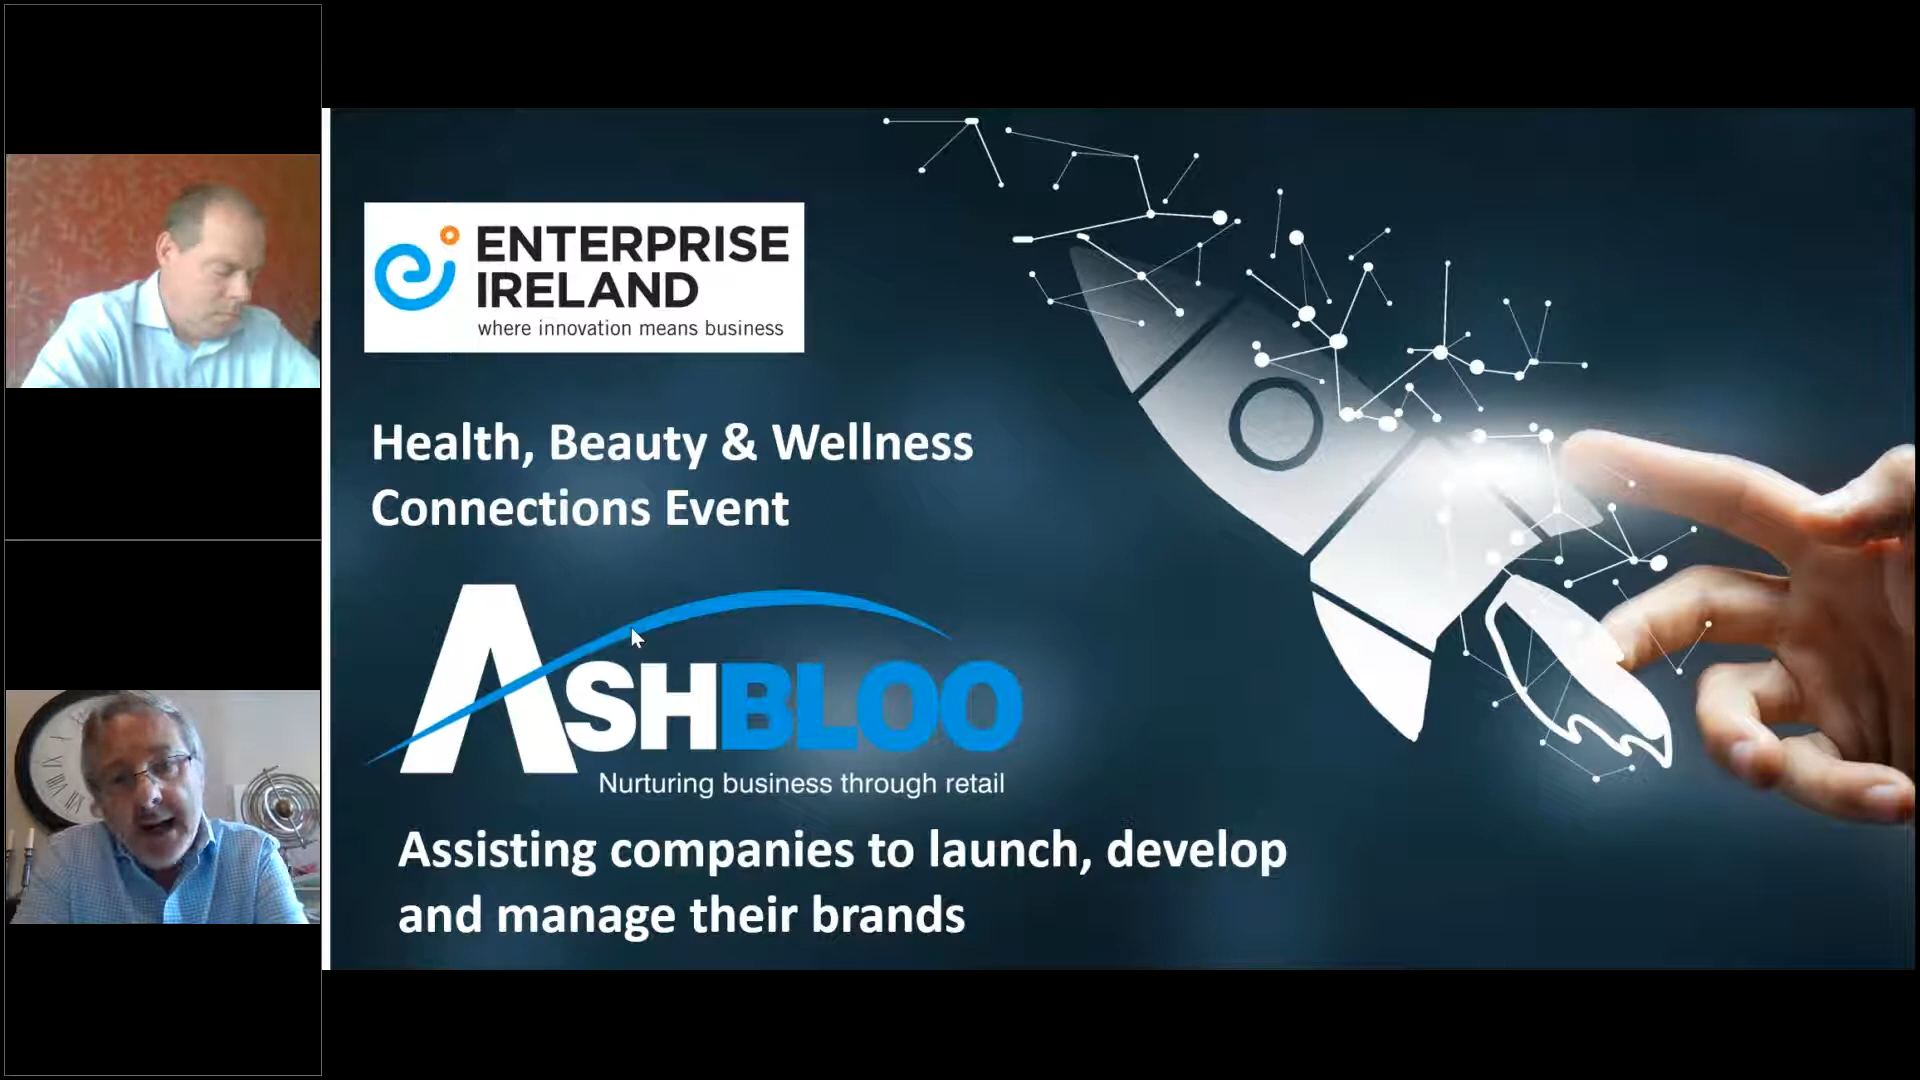 ENTERPRISE
IRELAND
where innovation means business
Health, Beauty & Wellness
Connections Event
ASHBLOO
Nurturing business through retail
Assisting companies to launch, develop
and manage their brands